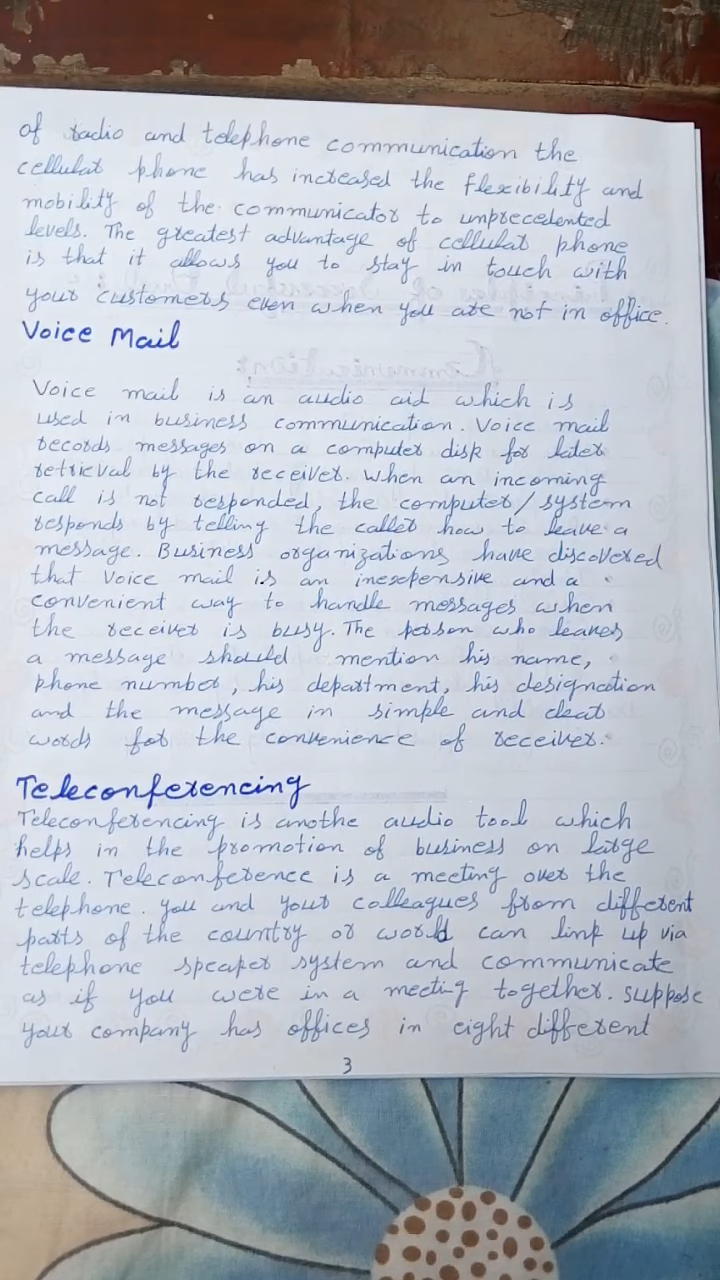 of radio and telephone communication the
cellular phone has increased the flexibility and
mobility of the communicator to unprecedented
levels. The greatest advantage of cellular phone
is that it allows you to stay in touch with
your customers even when you are not in office.
Voice Mail
Voice mail is an audio aid which is
used in business communication. Voice mail
records messages on a computer disk for later
retrieval by the receiver. When an incoming
call is not responded, the computer/system
responds by telling the caller how to leave a
message. Business organizations have discovered
that voice mail is an inexepensive and a
convenient way to handle messages when
the receiver is busy. The person who leaves
a message should mention his name,
phone number, his department, his designation
and the message in simple and clear
words for the convenience of receiver.
Teleconferencing
Teleconferencing is anothe audio tool which
helps in the promotion of business on large
scale. Teleconference is a meeting over the
telephone. you and your colleagues from different
parts of the country or world can link up via
telephone speaker system and communicate
as if you were in a meeting together. suppose
your company has offices in eight different
3